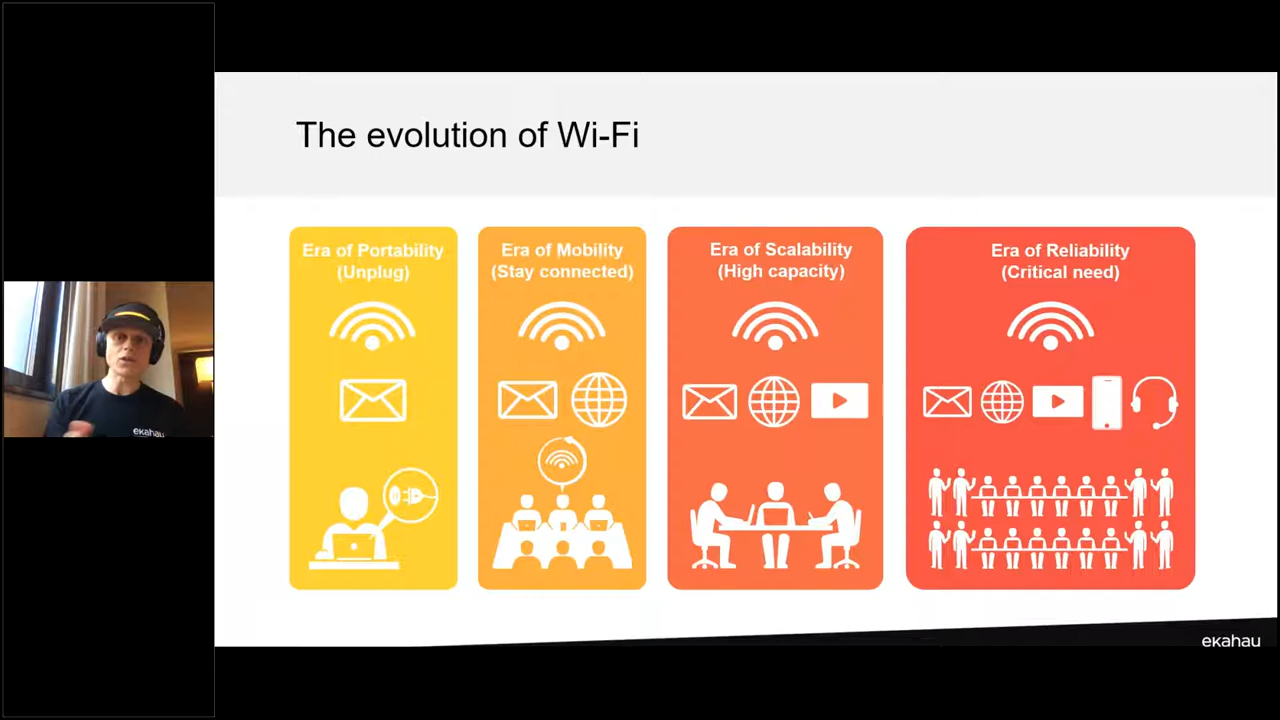 The evolution of Wi-Fi
Era of Portability
(Unplug)
Era of Mobility
(Stay connected)
Era of Scalability
(High capacity)
Era of Reliability
(Critical need)
ekahau
ekahau